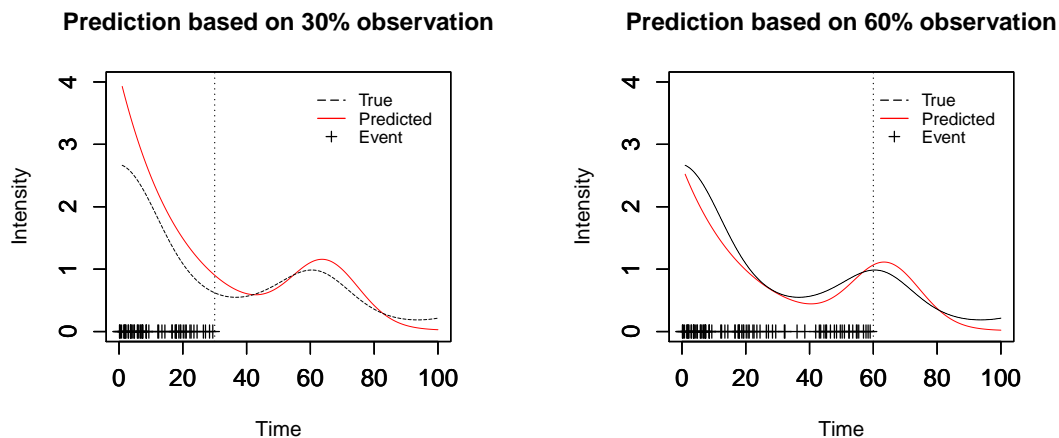 Prediction based on 30% observation
4
3
2
1
0
Intensity
True
Predicted
Event
0 20 40 60 80 100
Time
Prediction based on 60% observation
4
3
2
1
0
Intensity
True
Predicted
Event
0 20 40 60 80 100
Time